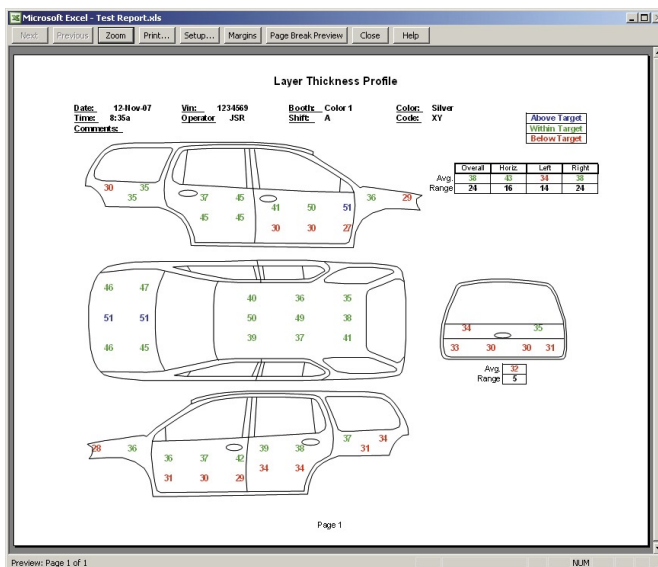 Microsoft Excel - Test Report.xls
Next Previous Zoom Print... Setup... Margins Page Break Preview Close Help
Layer Thickness Profile
Date: 12-Nov-07 Vin: 1234569 Booth: Color 1 Color: Silver
Time: 8:35a Operator JSR Shift: A Code: XY
Comments:
Above Target
Within Target
Below Target
Overall Horiz. Left Right
Avg. 38 43 34 38
Range 24 16 14 24
30 35
35
37 45
45 45
41 50 51
30 30 27
36 29
46 47
51 51
46 45
40 36 35
50 49 38
39 37 41
34 35
33 30 30 31
Avg. 32
Range 5
28 36
36 37 42
31 30 29
39 38
34 34
37 34
31
Page 1
Preview: Page 1 of 1 NUM